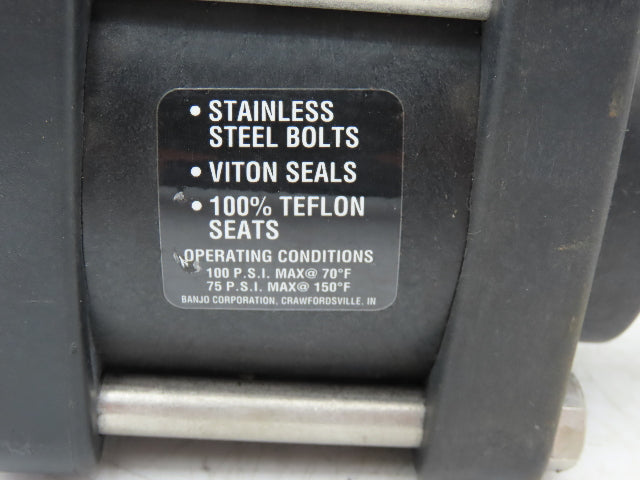 • STAINLESS
STEEL BOLTS
• VITON SEALS
• 100% TEFLON
SEATS
OPERATING CONDITIONS
100 P.S.I. MAX@ 70°F
75 P.S.I. MAX@ 150°F
BANJO CORPORATION, CRAWFORDSVILLE, IN